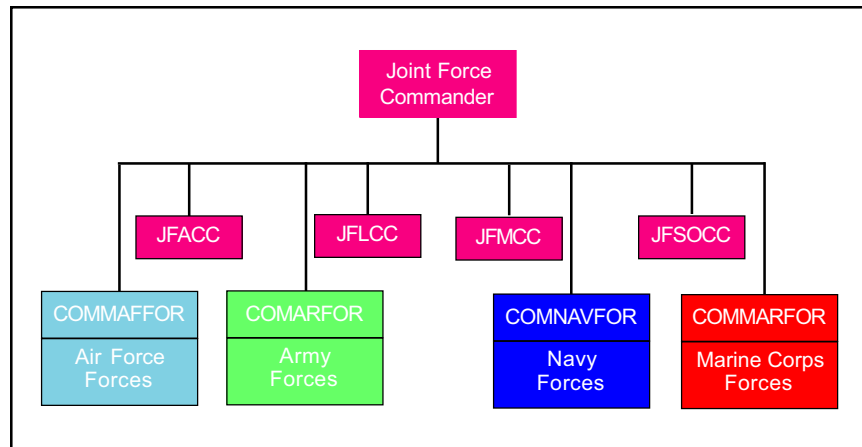 Joint Force
Commander
JFACC
JFLCC
JFMCC
JFSOCC
COMMAFFOR
Air Force
Forces
COMARFOR
Army
Forces
COMNAVFOR
Navy
Forces
COMMARFOR
Marine Corps
Forces